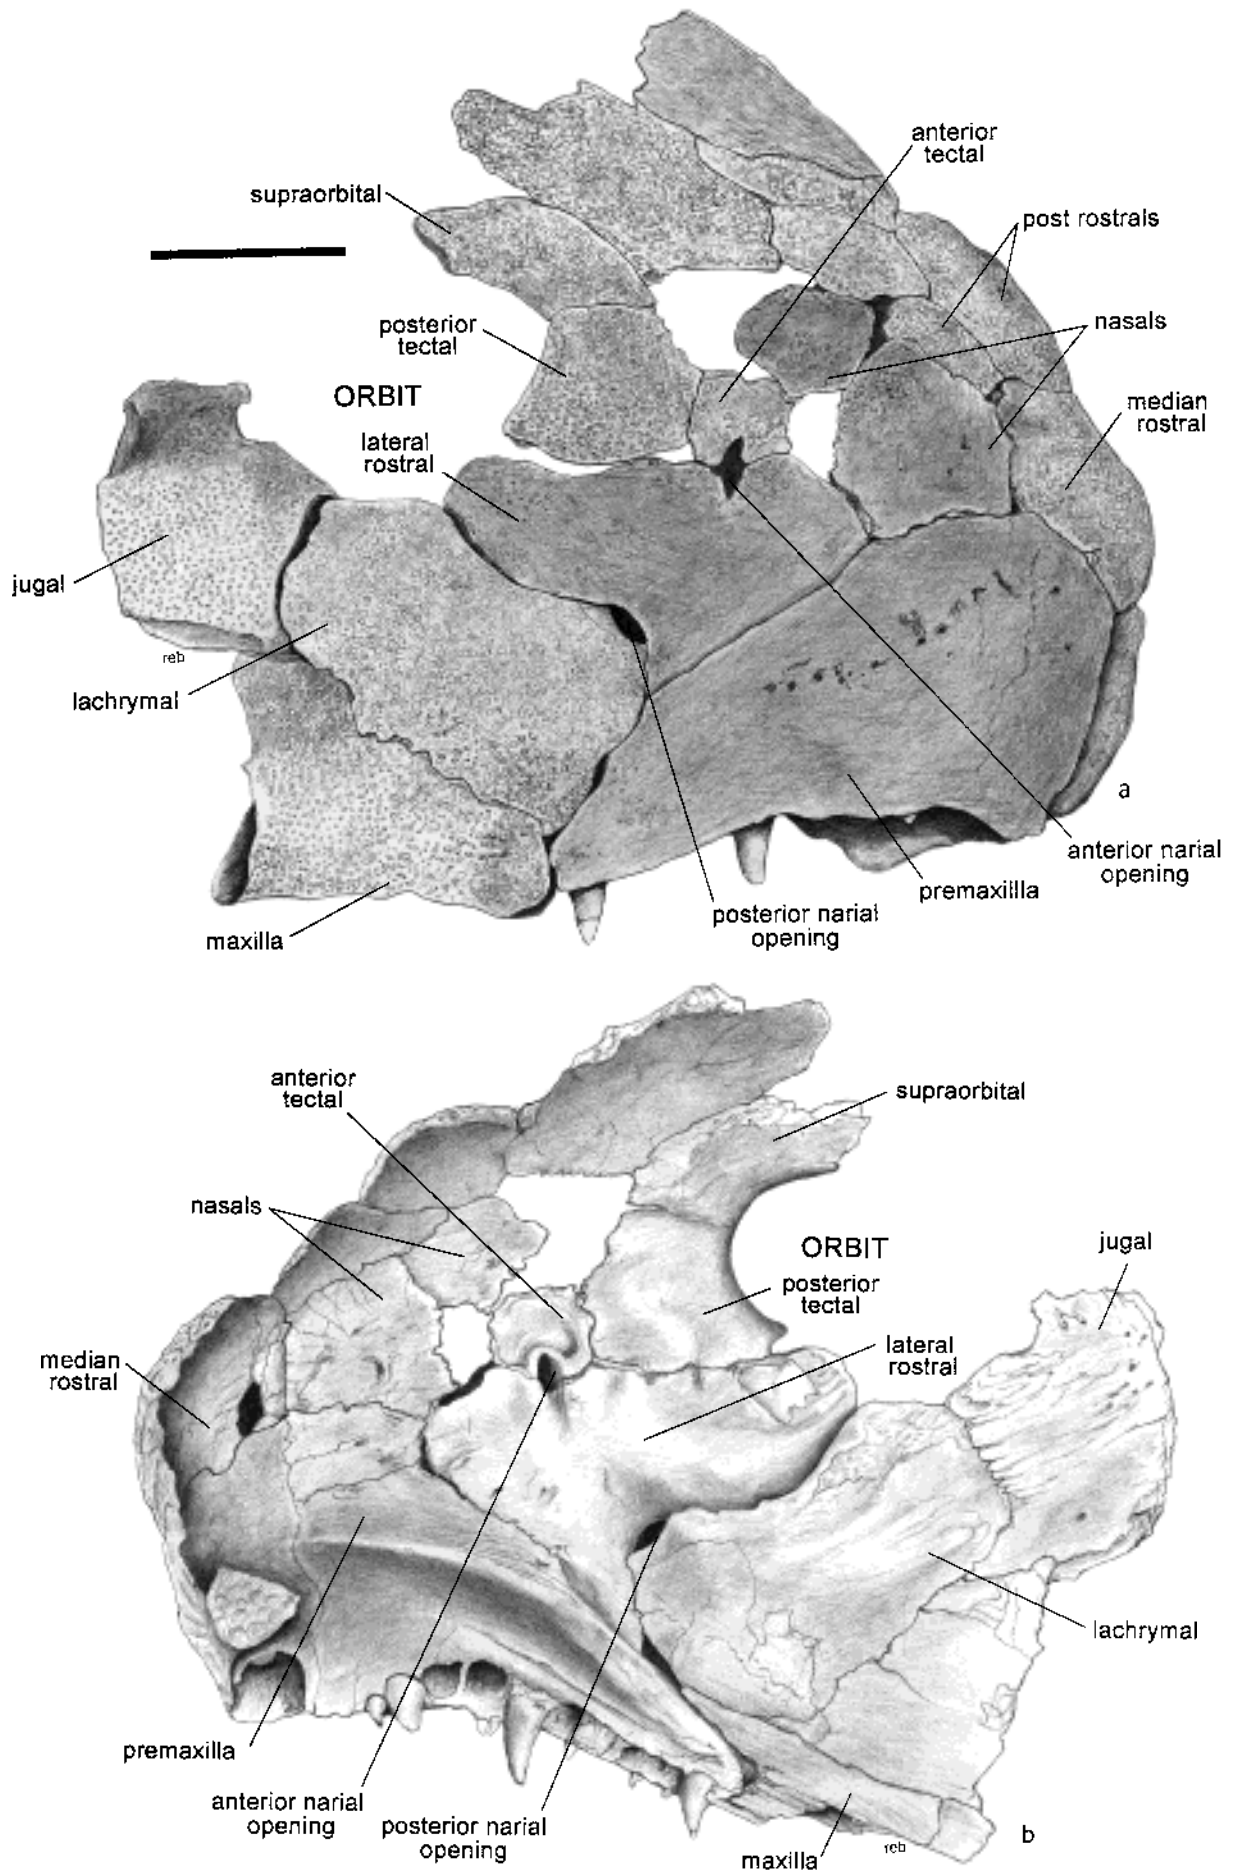 anterior
tectal
supraorbital
post rostrals
posterior
tectal
nasals
ORBIT
median
rostral
lateral
rostral
jugal
reb
lachrymal
a
anterior narial
opening
premaxillla
posterior narial
opening
maxilla
anterior
tectal
supraorbital
nasals
ORBIT
jugal
posterior
tectal
median
rostral
lateral
rostral
lachrymal
premaxilla
anterior narial
opening
posterior narial
opening
b
reb
maxilla